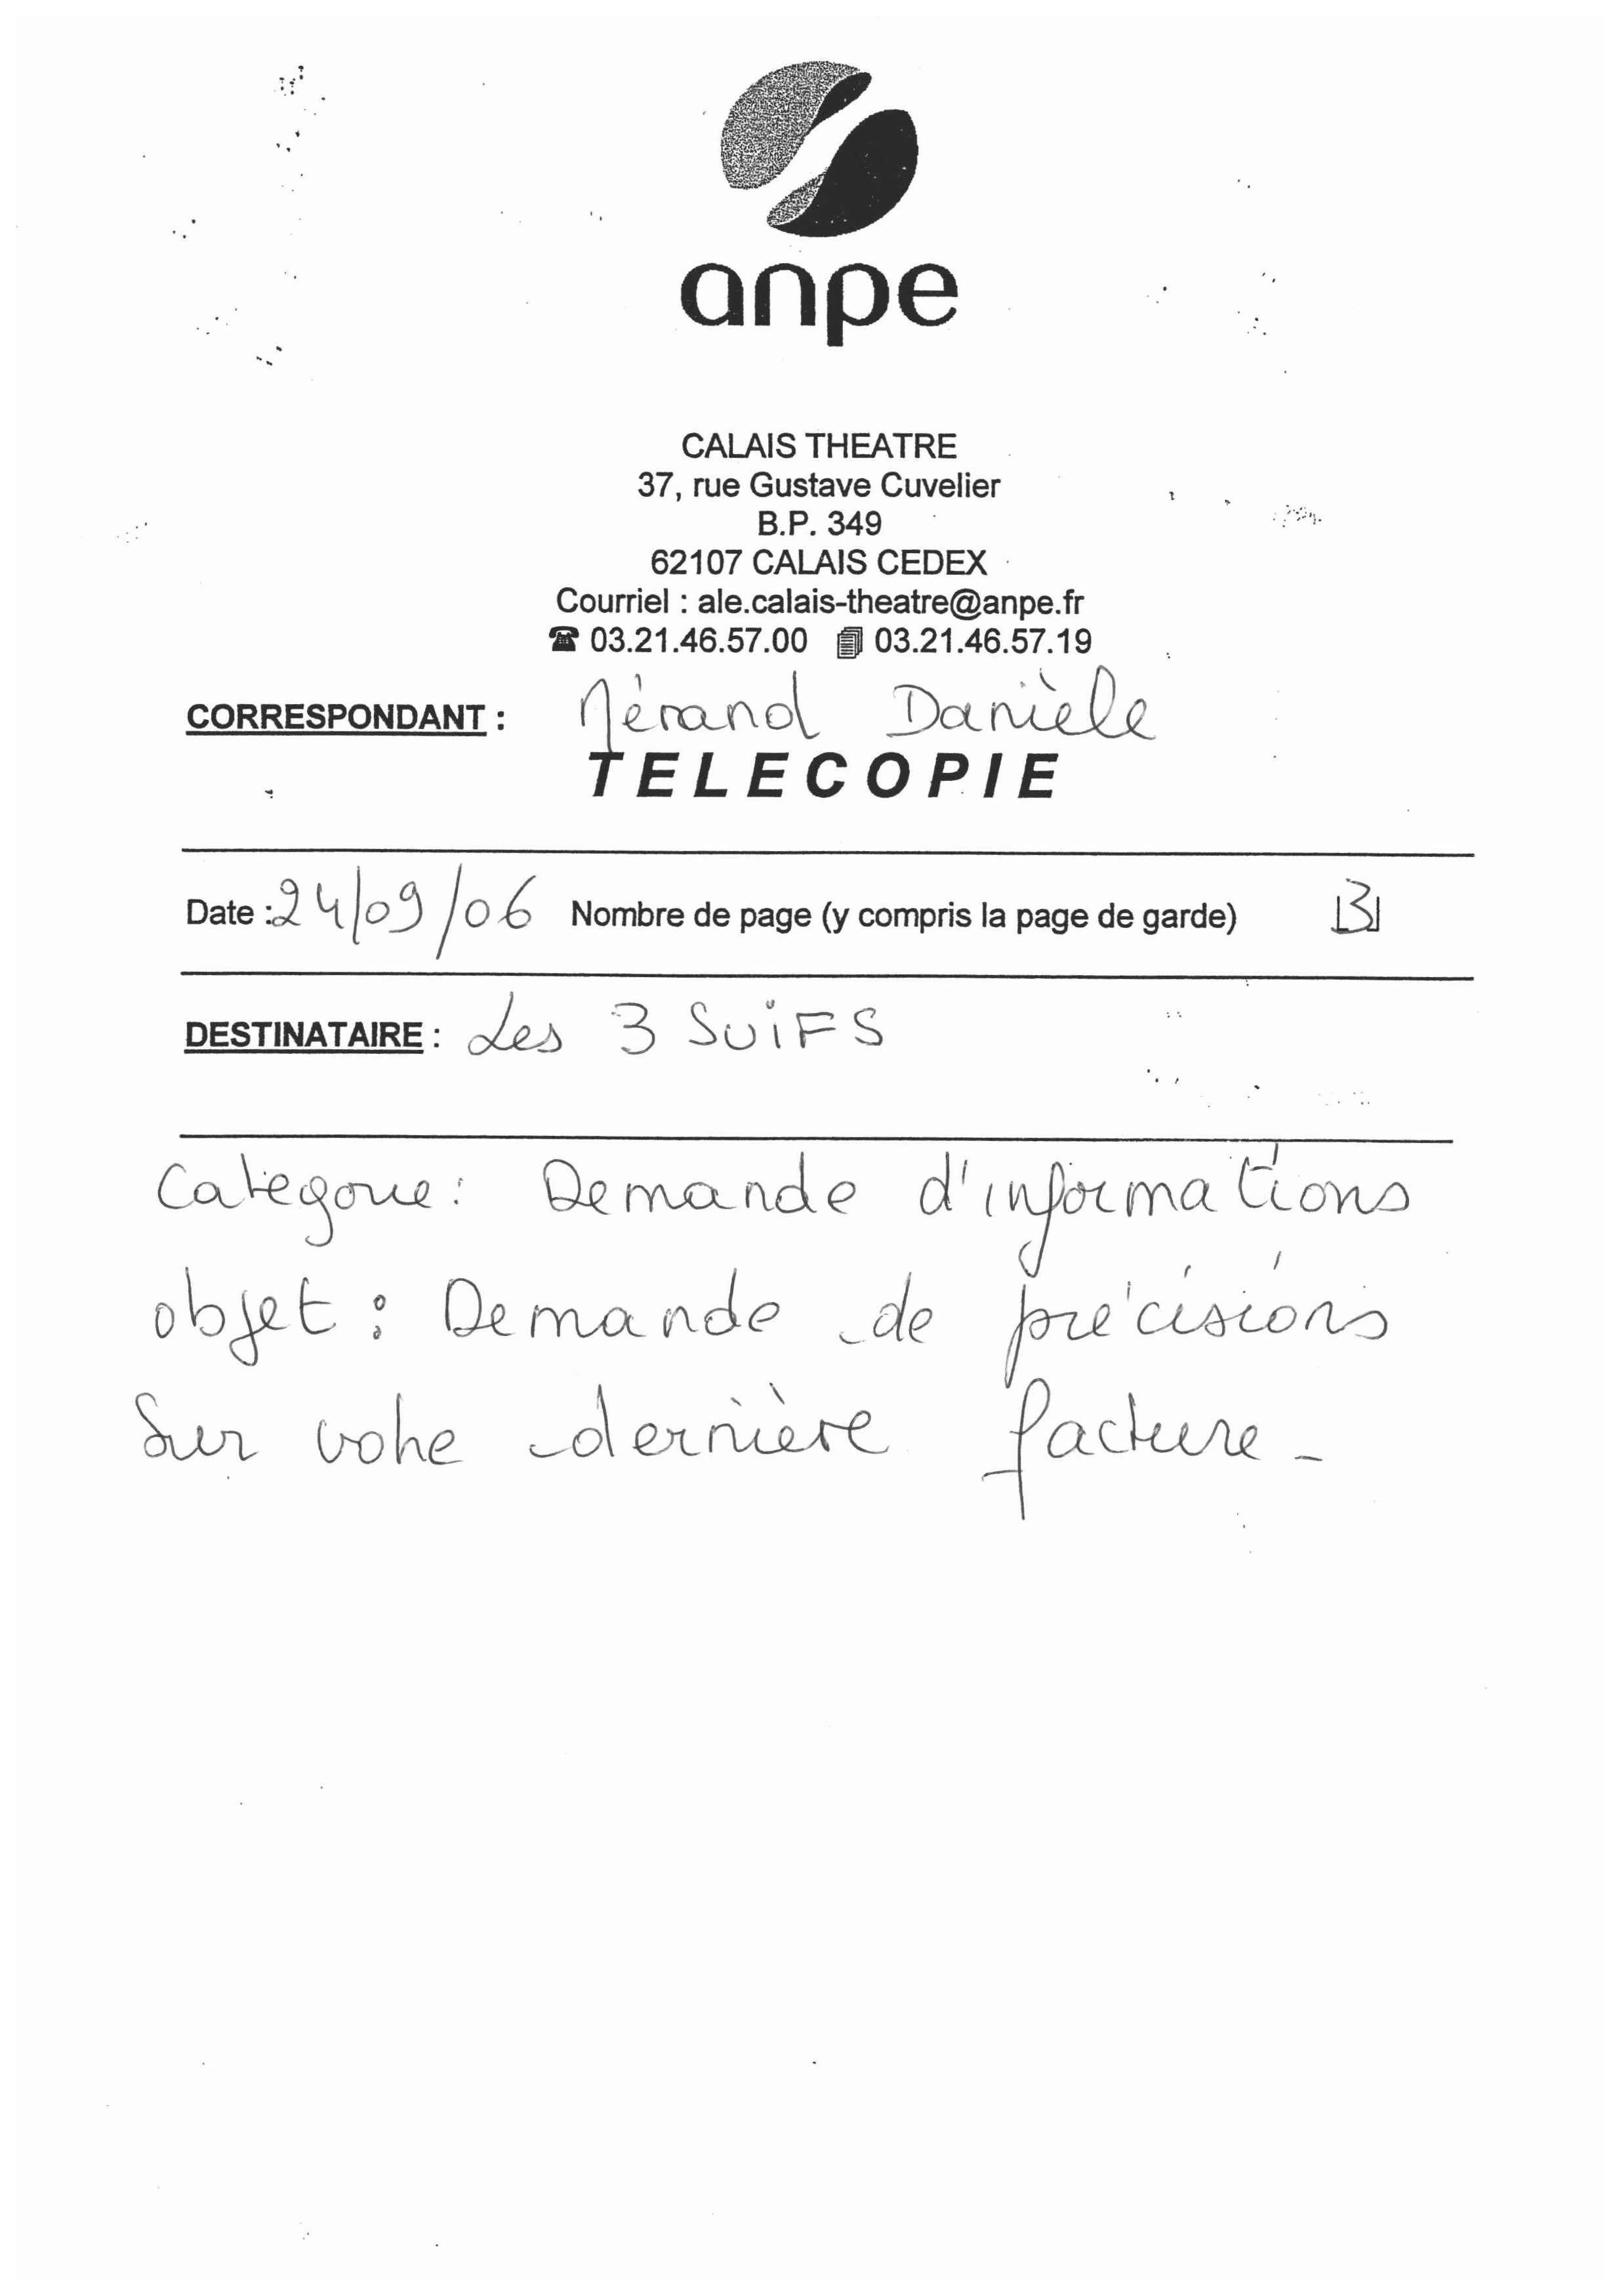 anpe
CALAIS THEATRE
37, rue Gustave Cuvelier
B.P. 349
62107 CALAIS CEDEX
Courriel : ale.calais-theatre@anpe.fr
☎ 03.21.46.57.00 03.21.46.57.19
CORRESPONDANT : Mérand Danièle
TELECOPIE
Date : 24/09/06 Nombre de page (y compris la page de garde) 3
DESTINATAIRE : Les 3 SUiFS
Categorie : Demande d'informations
objet : Demande de précisions
Sur votre dernière facture -